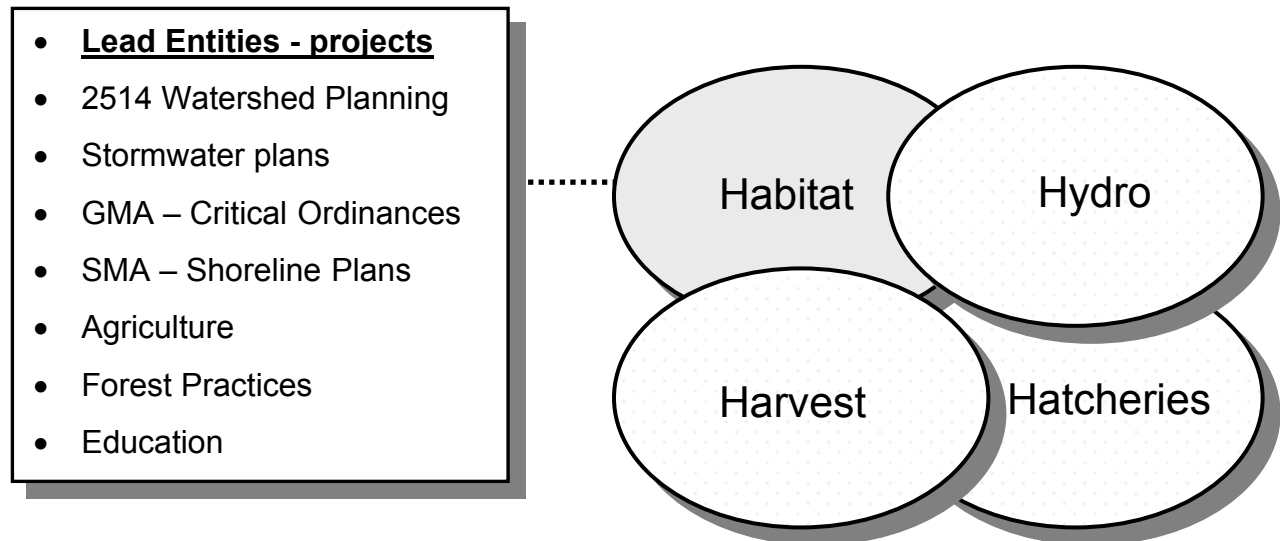 • Lead Entities - projects
• 2514 Watershed Planning
• Stormwater plans
• GMA – Critical Ordinances
• SMA – Shoreline Plans
• Agriculture
• Forest Practices
• Education
Habitat
Hydro
Harvest
Hatcheries